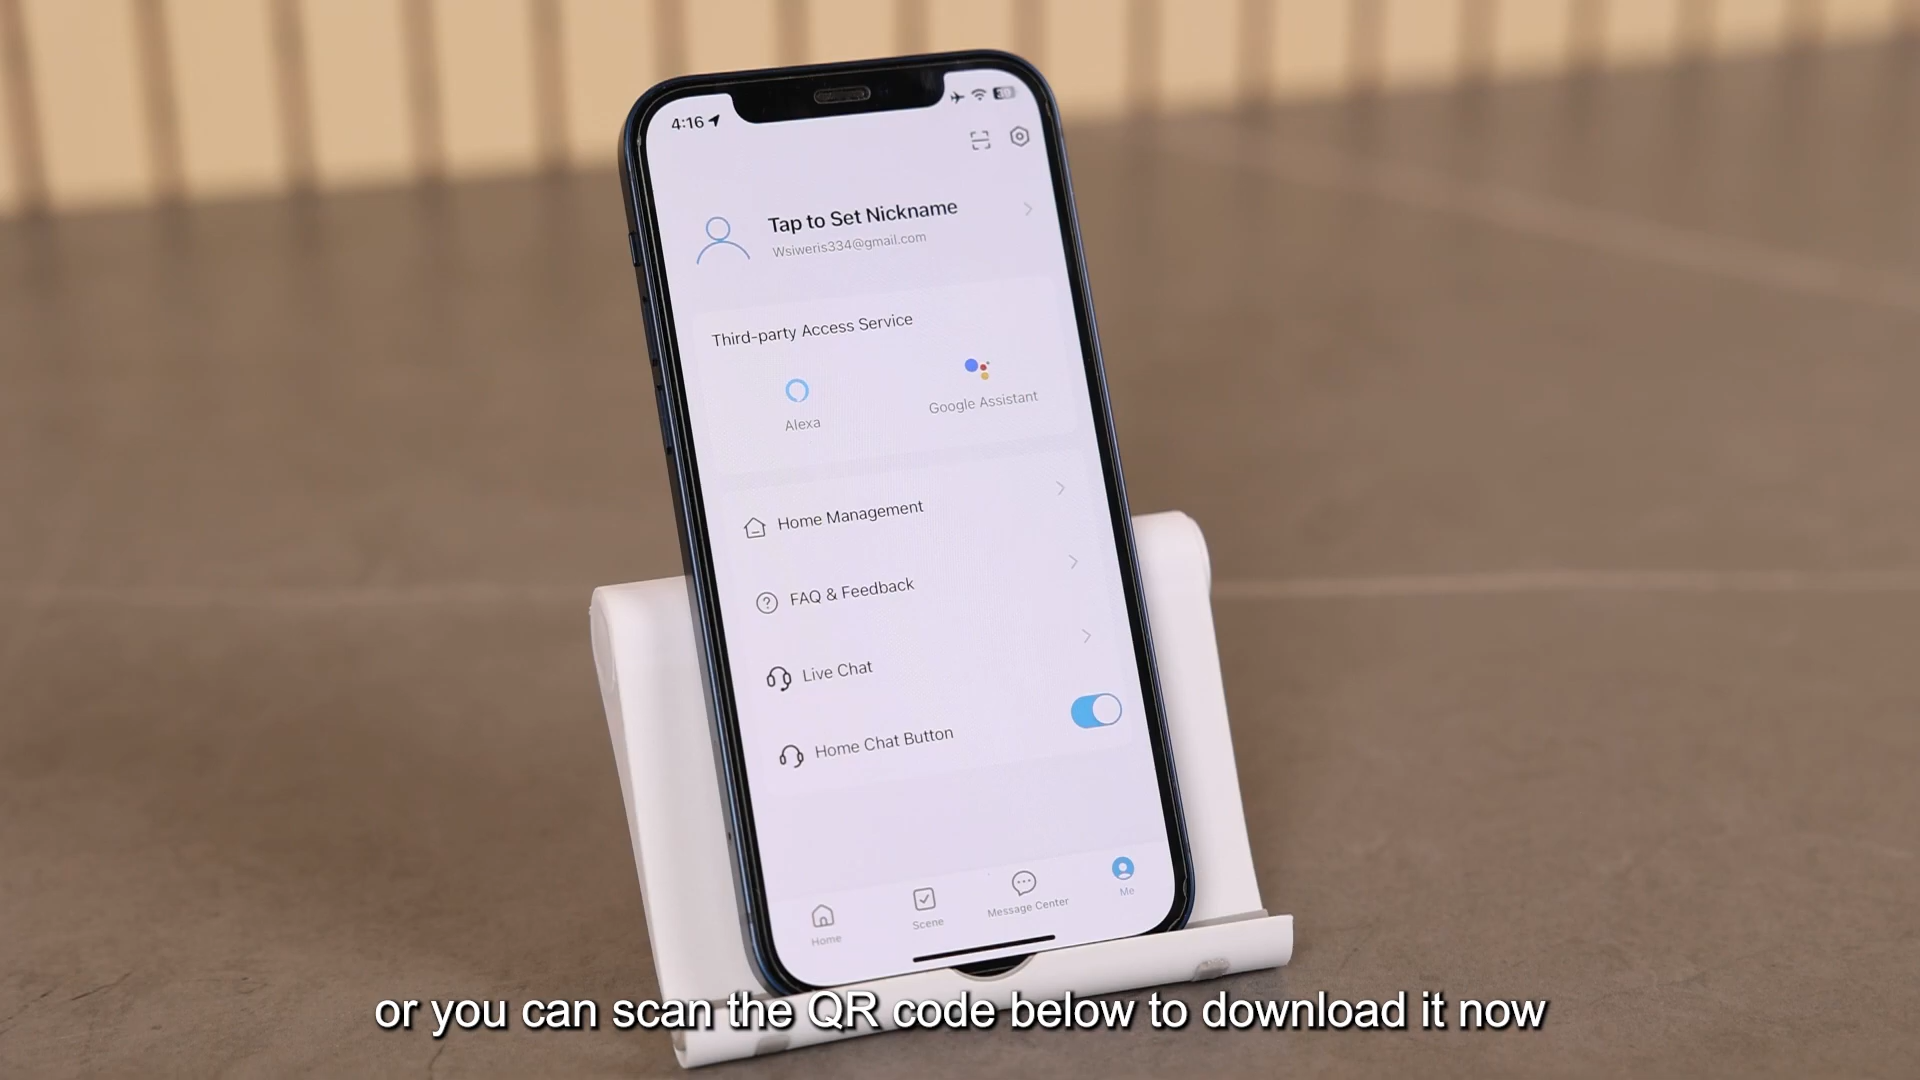 4:16
30
Tap to Set Nickname
Wsiweris334@gmail.com
Third-party Access Service
Alexa
Google Assistant
Home Management
FAQ & Feedback
Live Chat
Home Chat Button
Home
Scene
Message Center
Me
or you can scan the QR code below to download it now